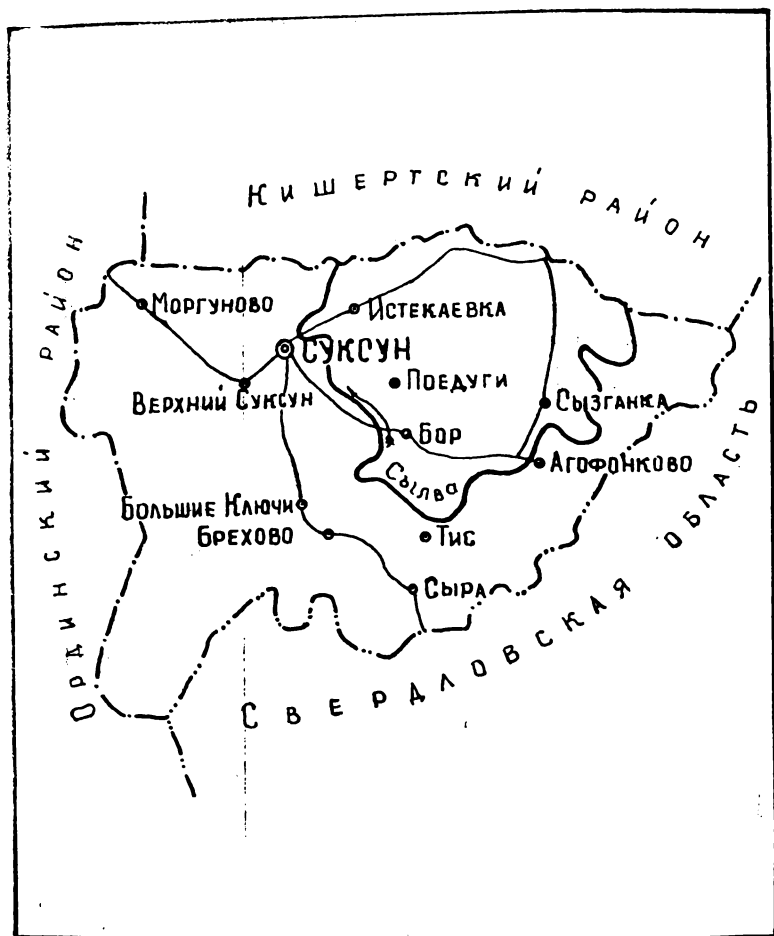 Кишертский район
Моргуново
Истекаевка
Суксун
Поедуги
Верхний Суксун
Сызганка
Бор
Агофонково
Сылва
Большие Ключи
Брехово
Тис
Сыра
Ординский район
Свердловская область